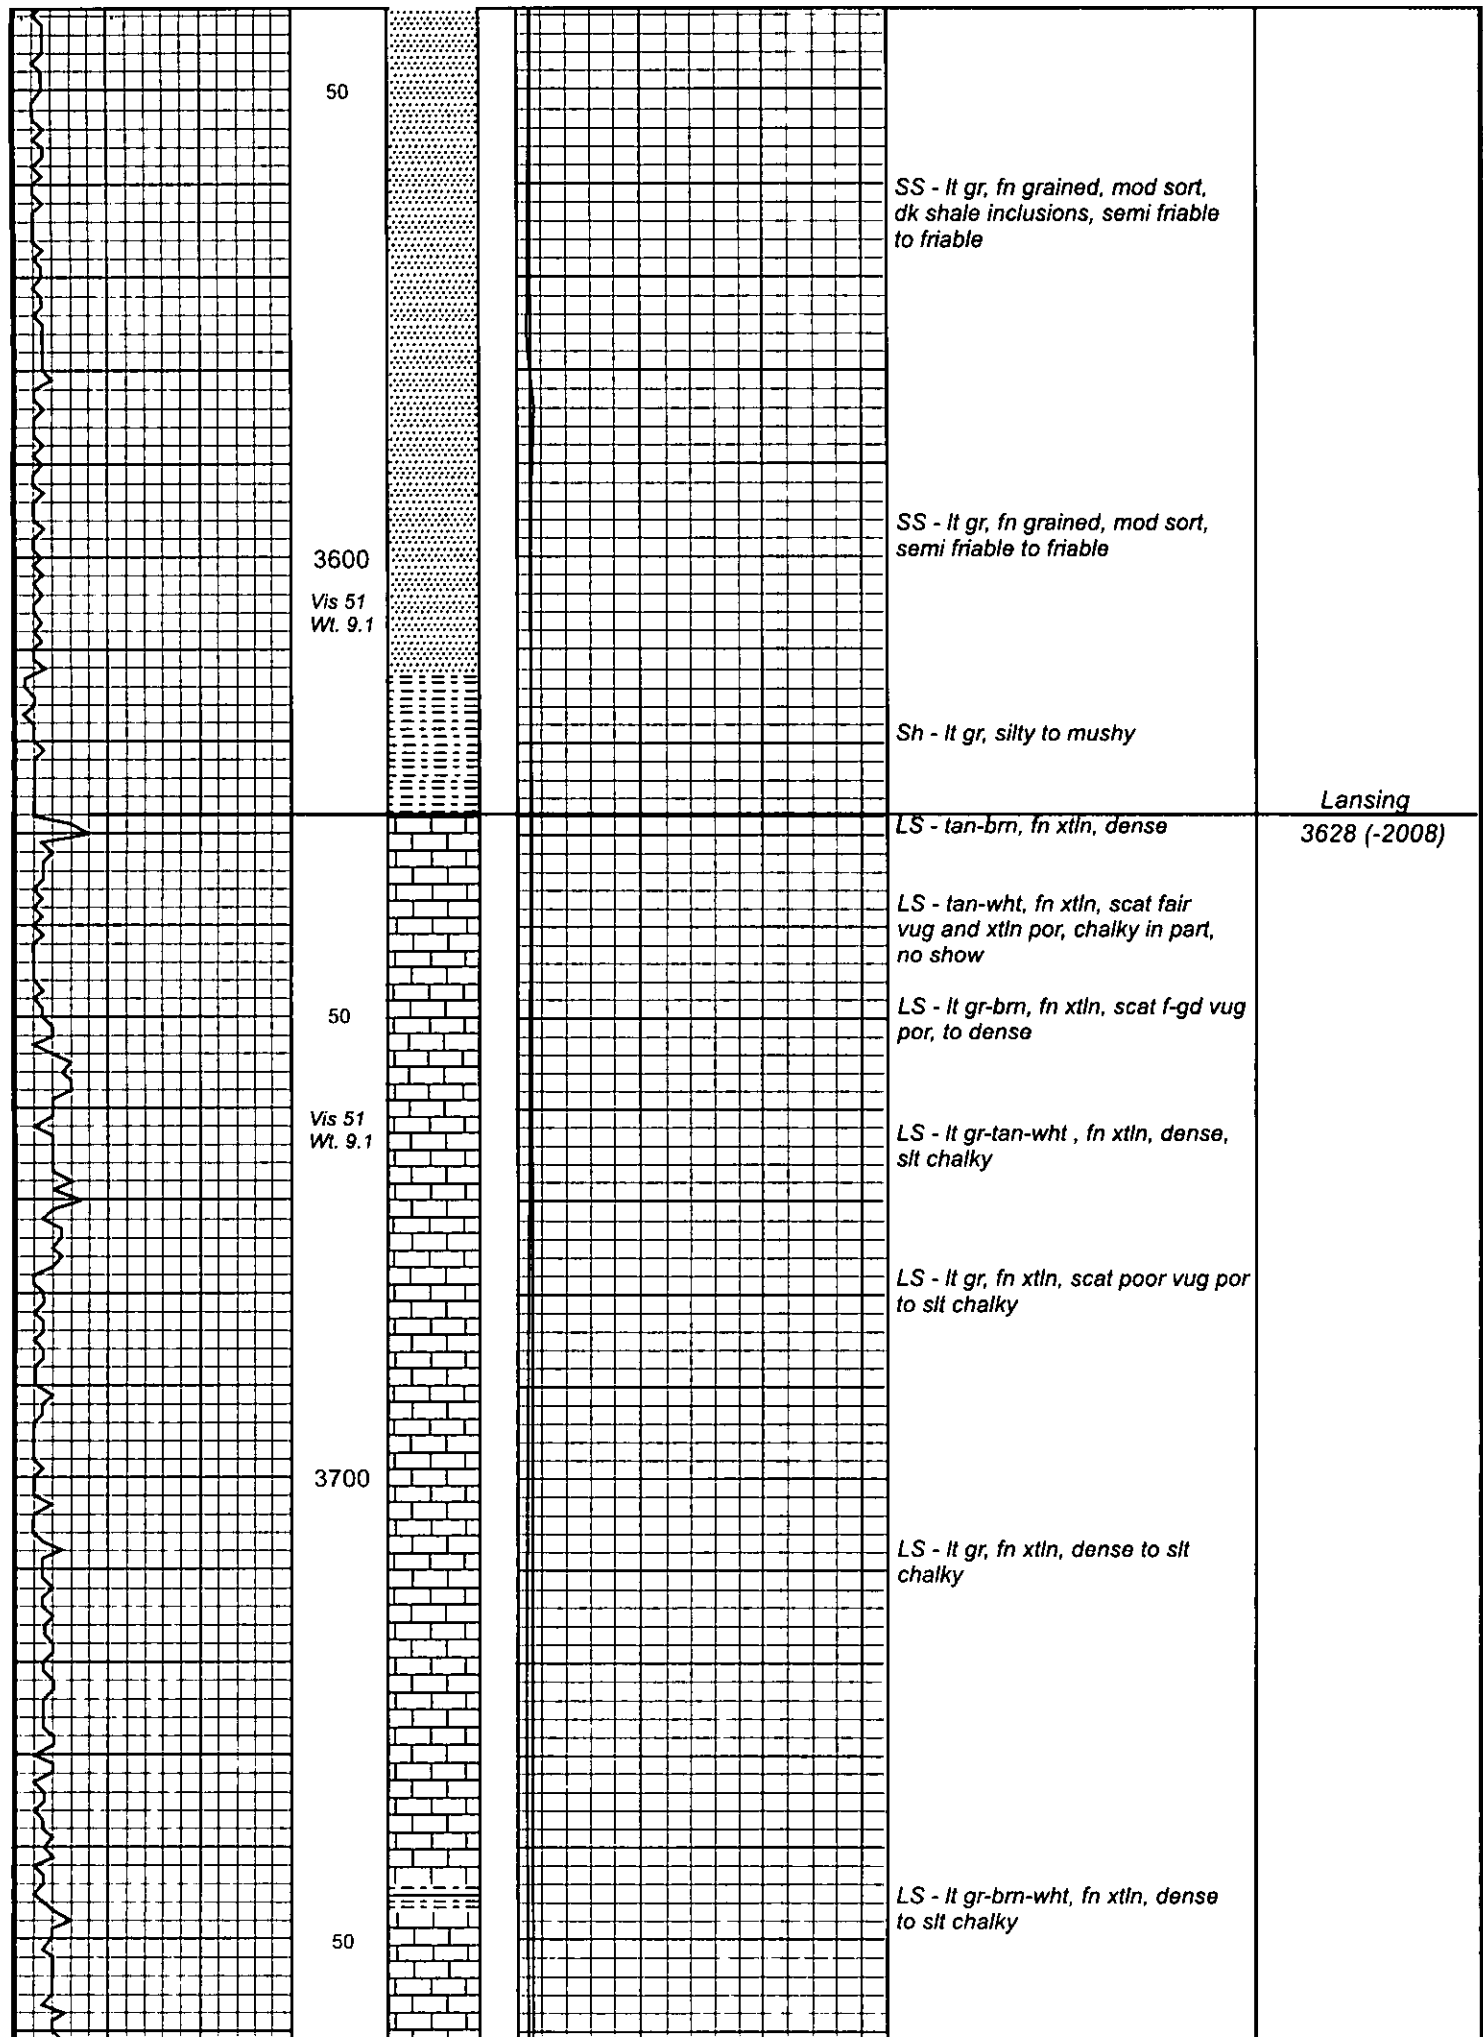 50
SS - lt gr, fn grained, mod sort,
dk shale inclusions, semi friable
to friable
SS - lt gr, fn grained, mod sort,
semi friable to friable
3600
Vis 51
Wt. 9.1
Sh - lt gr, silty to mushy
Lansing
3628 (-2008)
LS - tan-brn, fn xtln, dense
LS - tan-wht, fn xtln, scat fair
vug and xtln por, chalky in part,
no show
50
LS - lt gr-brn, fn xtln, scat f-gd vug
por, to dense
Vis 51
Wt. 9.1
LS - lt gr-tan-wht , fn xtln, dense,
slt chalky
LS - lt gr, fn xtln, scat poor vug por
to slt chalky
3700
LS - lt gr, fn xtln, dense to slt
chalky
LS - lt gr-brn-wht, fn xtln, dense
to slt chalky
50